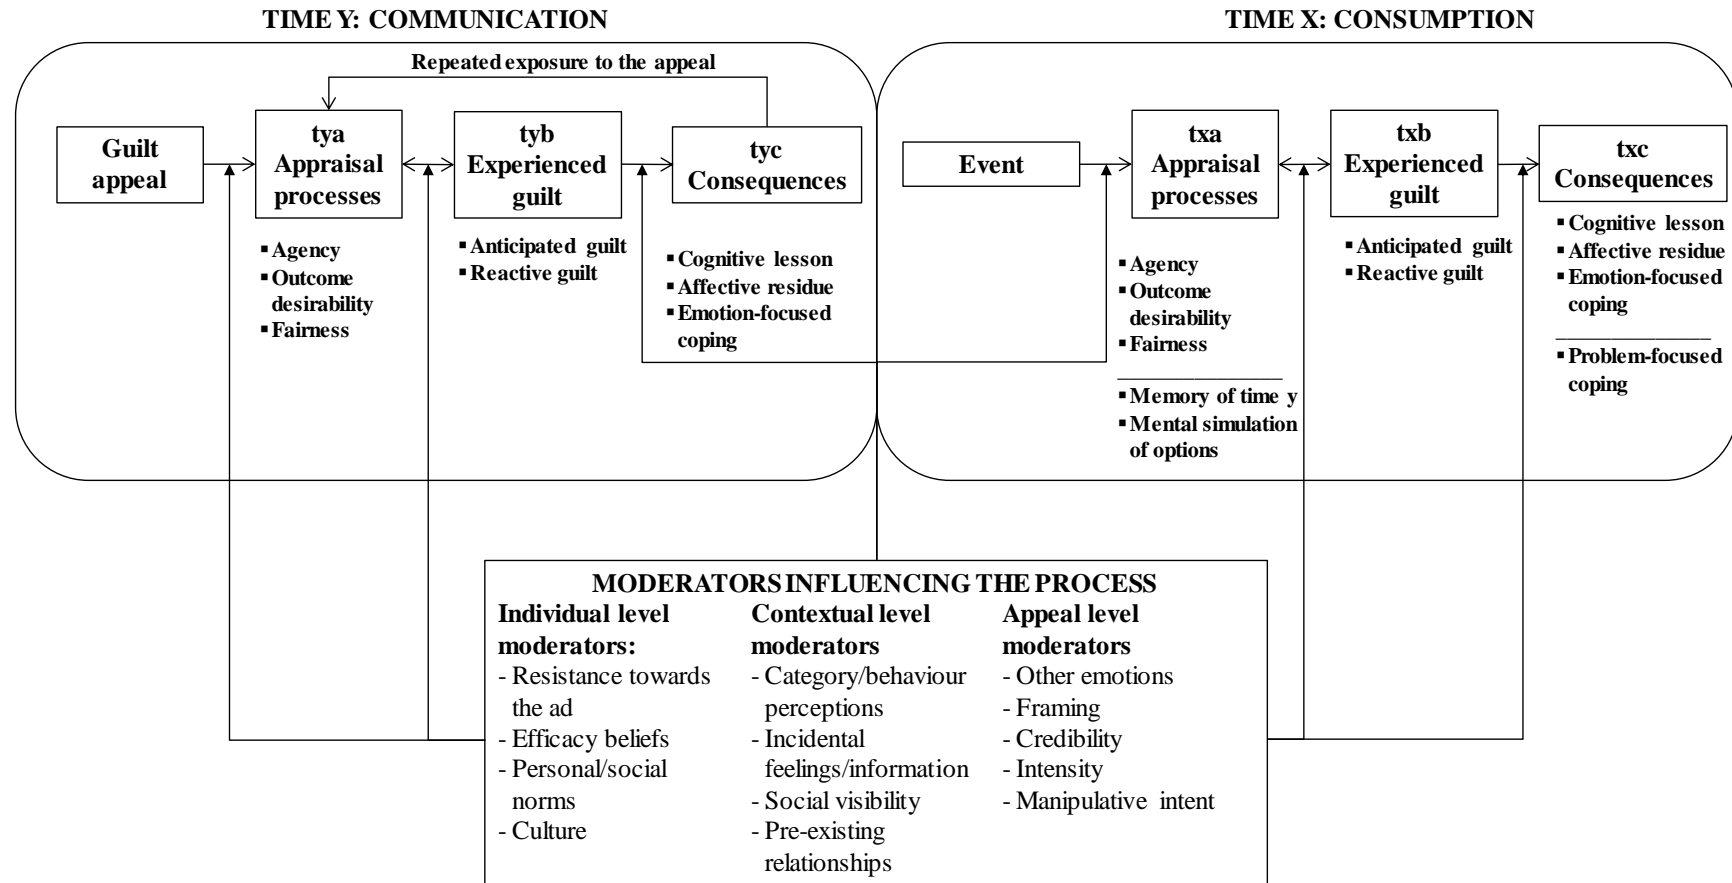 TIME Y: COMMUNICATION
TIME X: CONSUMPTION
Repeated exposure to the appeal
Guilt
appeal
tya
Appraisal
processes
tyb
Experienced
guilt
tyc
Consequences
▪ Agency
▪ Outcome
desirability
▪ Fairness
▪ Anticipated guilt
▪ Reactive guilt
▪ Cognitive lesson
▪ Affective residue
▪ Emotion-focused
coping
Event
txa
Appraisal
processes
txb
Experienced
guilt
txc
Consequences
▪ Agency
▪ Outcome
desirability
▪ Fairness
▪ Memory of time y
▪ Mental simulation
of options
▪ Anticipated guilt
▪ Reactive guilt
▪ Cognitive lesson
▪ Affective residue
▪ Emotion-focused
coping
▪ Problem-focused
coping
MODERATORS INFLUENCING THE PROCESS
Individual level
moderators:
- Resistance towards
the ad
- Efficacy beliefs
- Personal/social
norms
- Culture
Contextual level
moderators
- Category/behaviour
perceptions
- Incidental
feelings/information
- Social visibility
- Pre-existing
relationships
Appeal level
moderators
- Other emotions
- Framing
- Credibility
- Intensity
- Manipulative intent